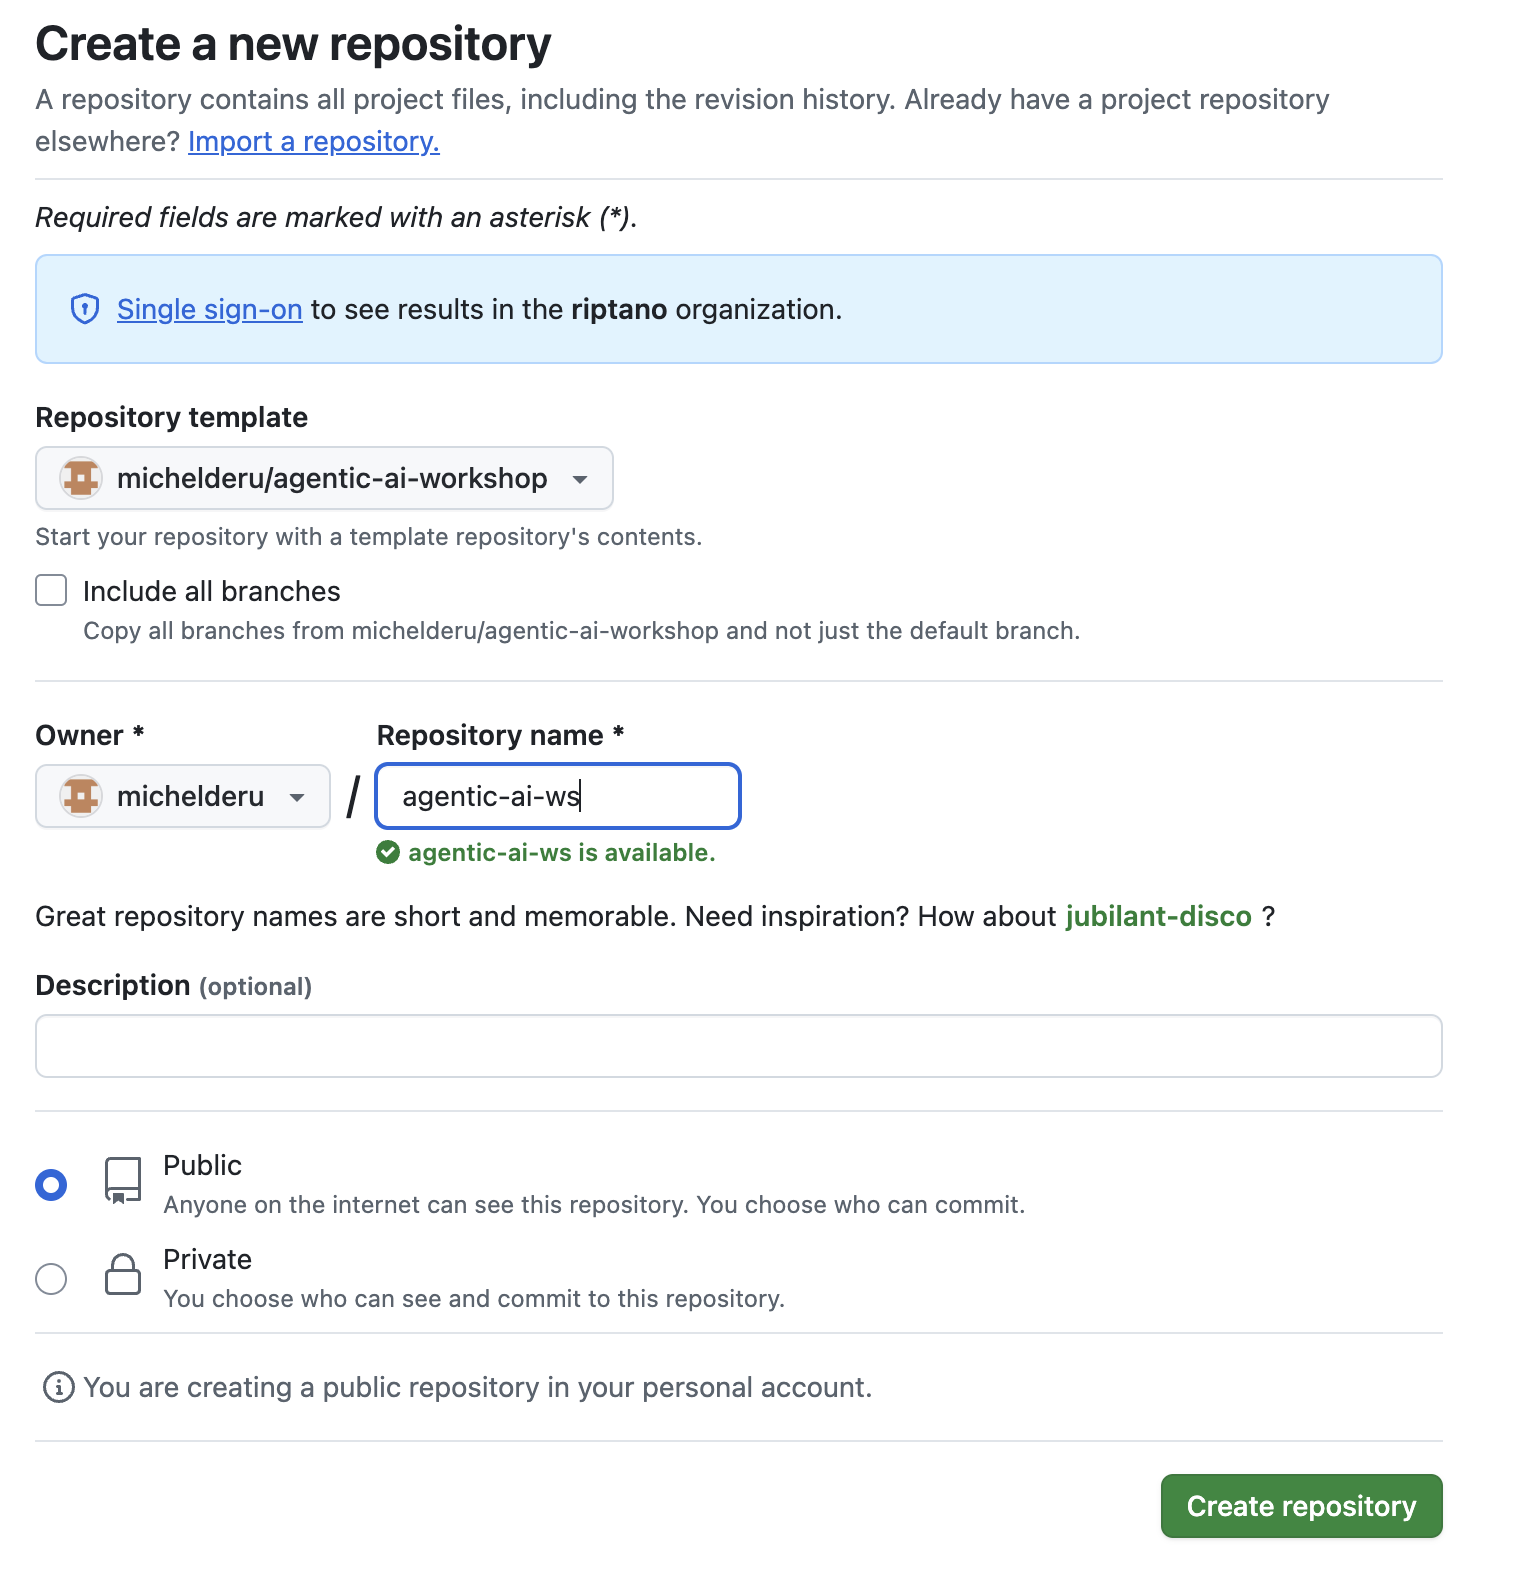 Create a new repository
A repository contains all project files, including the revision history. Already have a project repository
elsewhere? Import a repository.
Required fields are marked with an asterisk (*).
Single sign-on to see results in the riptano organization.
Repository template
michelderu/agentic-ai-workshop
Start your repository with a template repository's contents.
Include all branches
Copy all branches from michelderu/agentic-ai-workshop and not just the default branch.
Owner * Repository name *
michelderu / agentic-ai-ws
agentic-ai-ws is available.
Great repository names are short and memorable. Need inspiration? How about jubilant-disco ?
Description (optional)
Public
Anyone on the internet can see this repository. You choose who can commit.
Private
You choose who can see and commit to this repository.
You are creating a public repository in your personal account.
Create repository